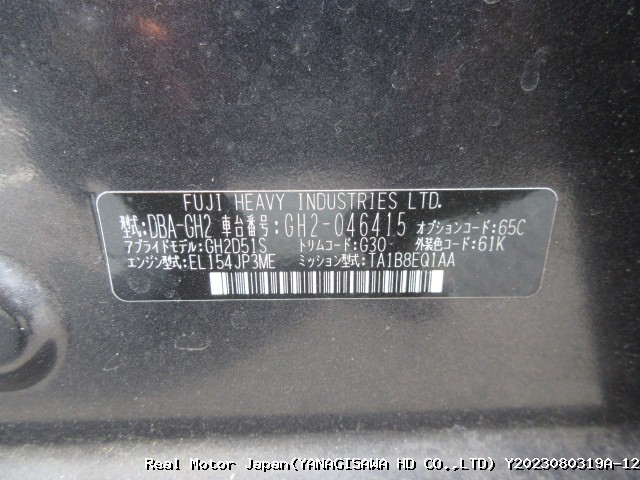 FUJI HEAVY INDUSTRIES LTD.
型式:DBA-GH2 車台番号:GH2-046415 オプションコード:65C
アプライドモデル:GH2D51S トリムコード:G30 外装色コード:61K
エンジン型式:EL154JP3ME ミッション型式:TA1B8EQ1AA
Real Motor Japan(YANAGISAWA HD CO.,LTD) Y2023080319A-12